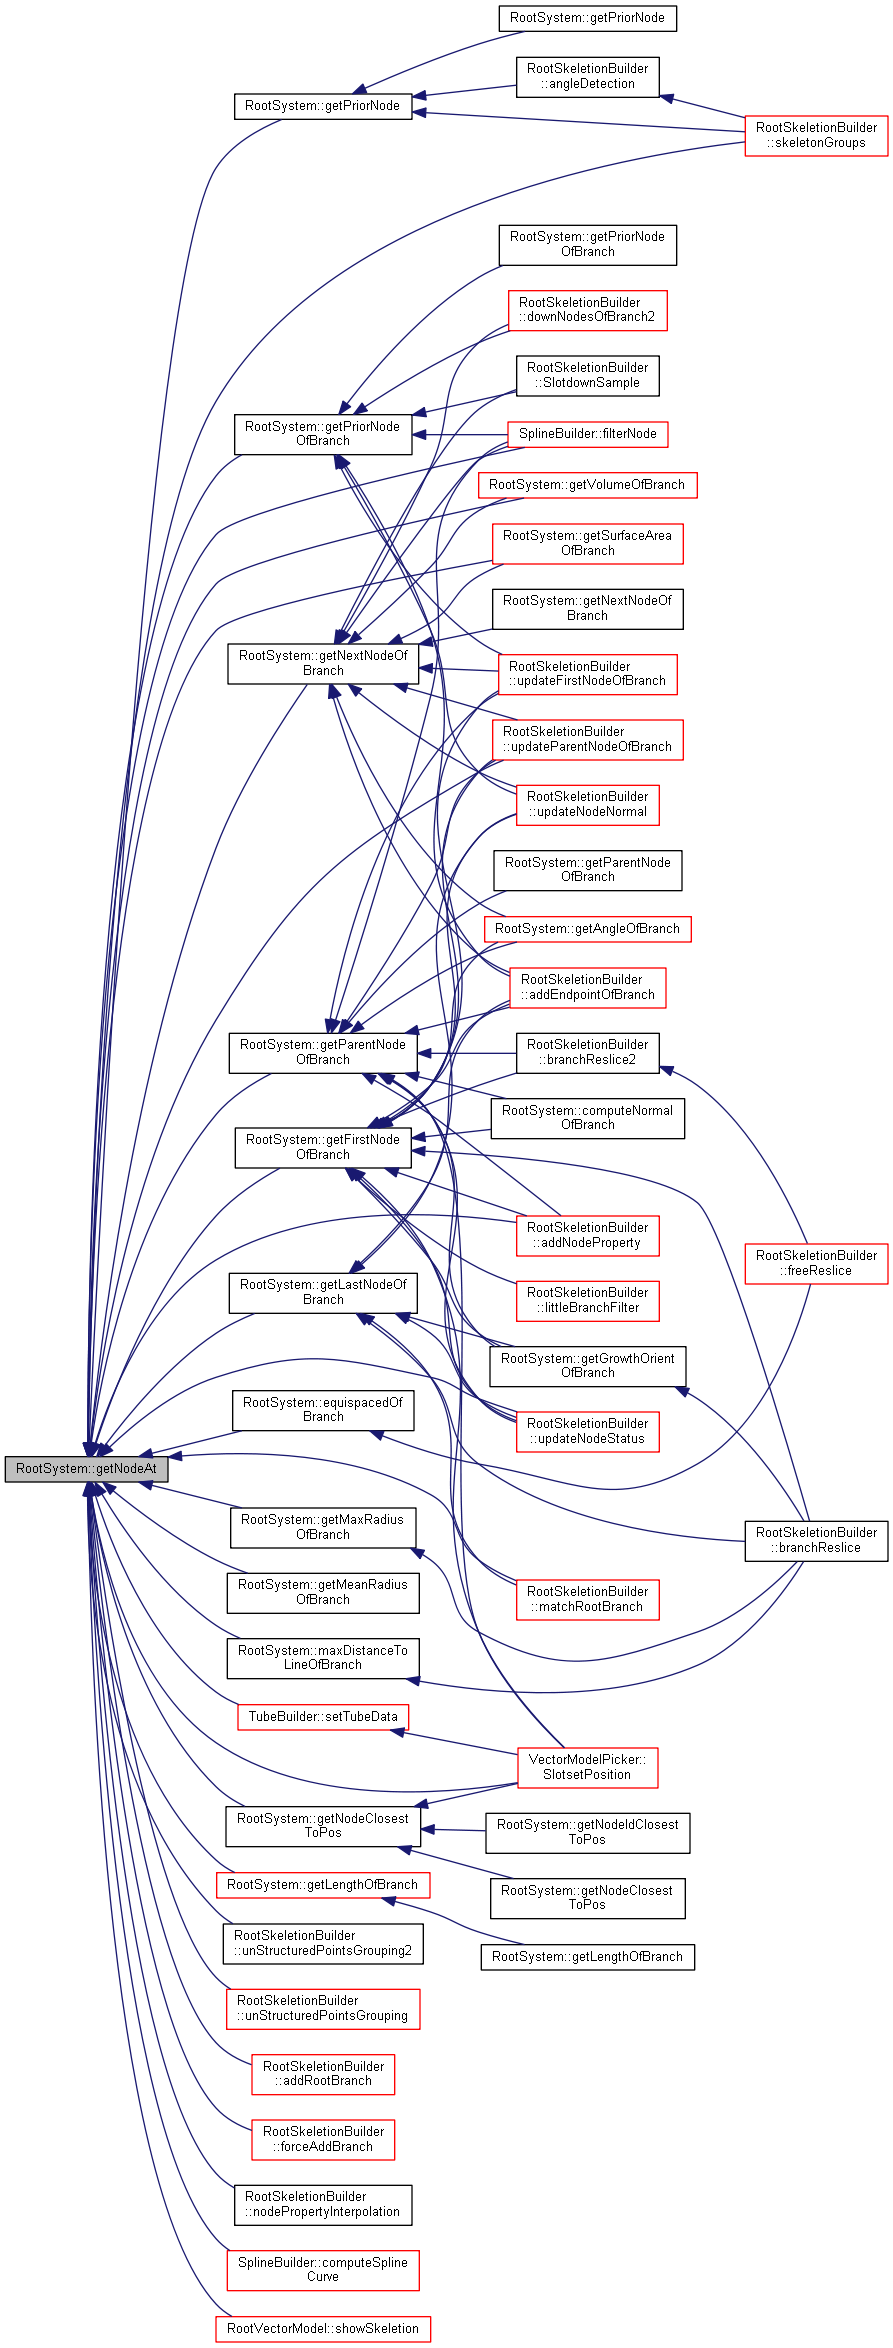 RootSystem::getPriorNode
RootSkeletionBuilder
::angleDetection
RootSystem::getPriorNode
RootSkeletionBuilder
::skeletonGroups
RootSystem::getPriorNode
OfBranch
RootSkeletionBuilder
::downNodesOfBranch2
RootSkeletionBuilder
::SlotdownSample
RootSystem::getPriorNode
OfBranch
SplineBuilder::filterNode
RootSystem::getVolumeOfBranch
RootSystem::getSurfaceArea
OfBranch
RootSystem::getNextNodeOf
Branch
RootSystem::getNextNodeOf
Branch
RootSkeletionBuilder
::updateFirstNodeOfBranch
RootSkeletionBuilder
::updateParentNodeOfBranch
RootSkeletionBuilder
::updateNodeNormal
RootSystem::getParentNode
OfBranch
RootSystem::getAngleOfBranch
RootSkeletionBuilder
::addEndpointOfBranch
RootSystem::getParentNode
OfBranch
RootSkeletionBuilder
::branchReslice2
RootSystem::computeNormal
OfBranch
RootSystem::getFirstNode
OfBranch
RootSkeletionBuilder
::addNodeProperty
RootSkeletionBuilder
::freeReslice
RootSystem::getLastNodeOf
Branch
RootSkeletionBuilder
::littleBranchFilter
RootSystem::getGrowthOrient
OfBranch
RootSystem::equispacedOf
Branch
RootSkeletionBuilder
::updateNodeStatus
RootSystem::getNodeAt
RootSystem::getMaxRadius
OfBranch
RootSkeletionBuilder
::branchReslice
RootSystem::getMeanRadius
OfBranch
RootSkeletionBuilder
::matchRootBranch
RootSystem::maxDistanceTo
LineOfBranch
TubeBuilder::setTubeData
VectorModelPicker::
SlotsetPosition
RootSystem::getNodeClosest
ToPos
RootSystem::getNodeIdClosest
ToPos
RootSystem::getLengthOfBranch
RootSystem::getNodeClosest
ToPos
RootSkeletionBuilder
::unStructuredPointsGrouping2
RootSystem::getLengthOfBranch
RootSkeletionBuilder
::unStructuredPointsGrouping
RootSkeletionBuilder
::addRootBranch
RootSkeletionBuilder
::forceAddBranch
RootSkeletionBuilder
::nodePropertyInterpolation
SplineBuilder::computeSpline
Curve
RootVectorModel::showSkeletion